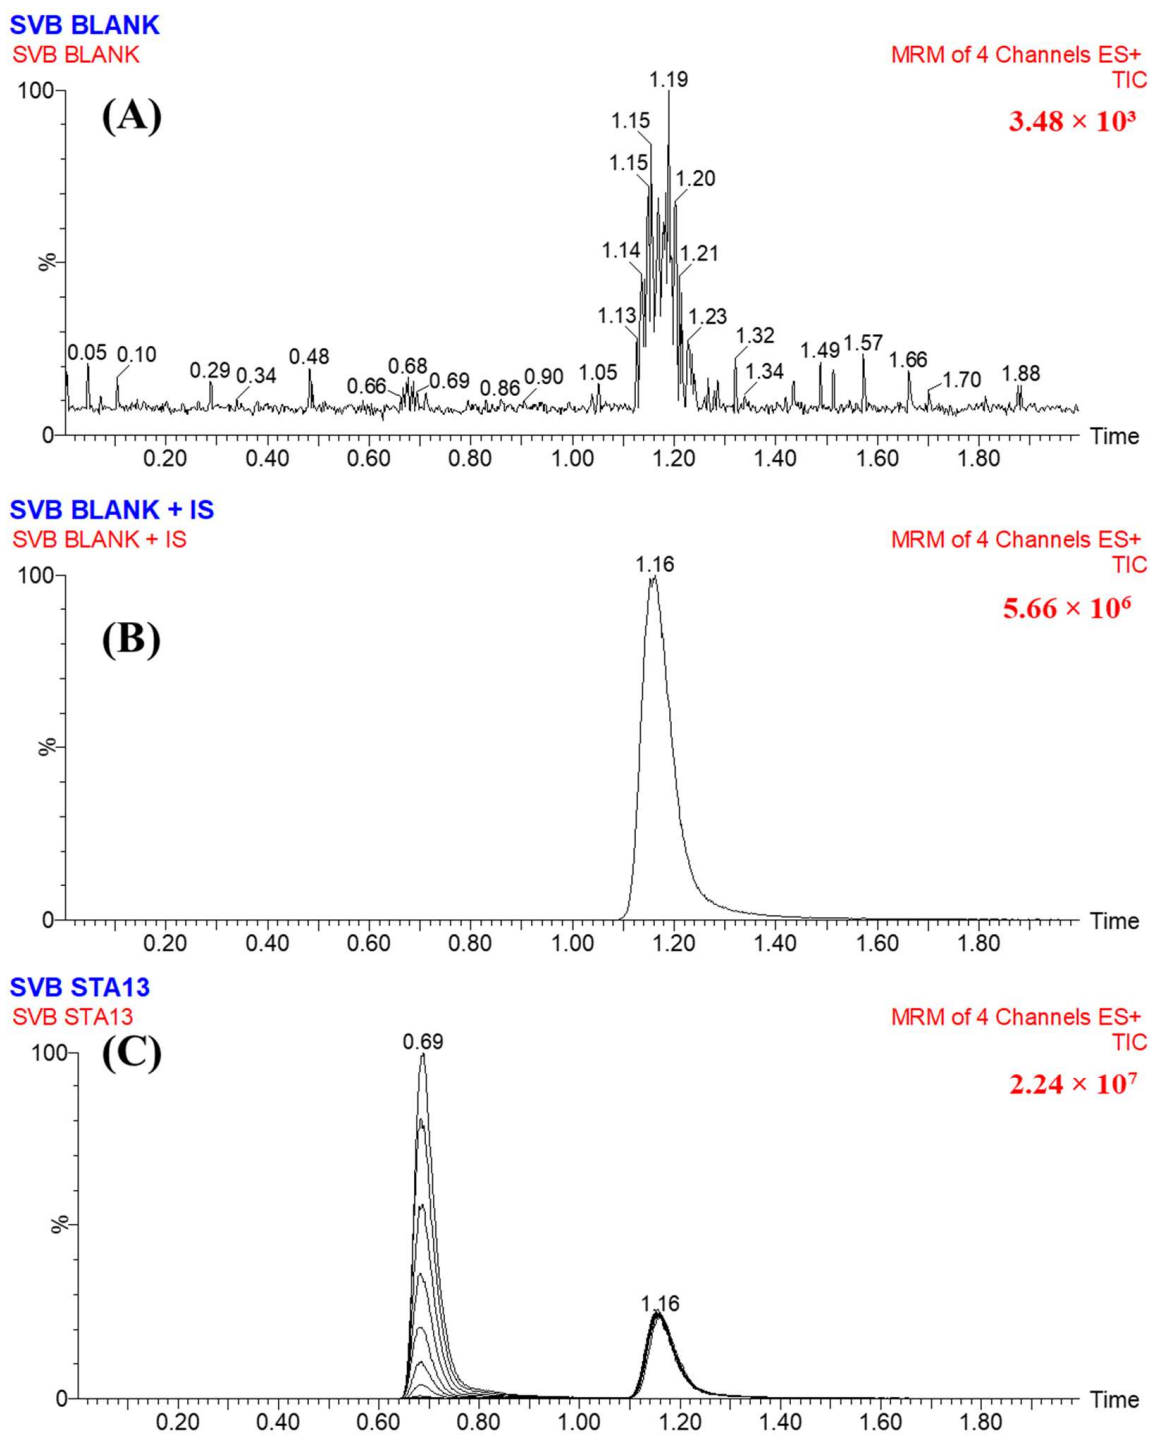 SVB BLANK
SVB BLANK
MRM of 4 Channels ES+
TIC
3.48 × 10³
100
(A)
1.19
1.15
1.15
1.20
%
1.14
1.21
1.13
1.23
0.05
0.10
0.29
0.34
0.48
0.66
0.68
0.69
0.86
0.90
1.05
1.32
1.34
1.49
1.57
1.66
1.70
1.88
0
Time
0.20 0.40 0.60 0.80 1.00 1.20 1.40 1.60 1.80
SVB BLANK + IS
SVB BLANK + IS
MRM of 4 Channels ES+
TIC
5.66 × 10⁶
1.16
100
(B)
%
0
Time
0.20 0.40 0.60 0.80 1.00 1.20 1.40 1.60 1.80
SVB STA13
SVB STA13
MRM of 4 Channels ES+
TIC
2.24 × 10⁷
(C)
0.69
100
%
1.16
0
Time
0.20 0.40 0.60 0.80 1.00 1.20 1.40 1.60 1.80